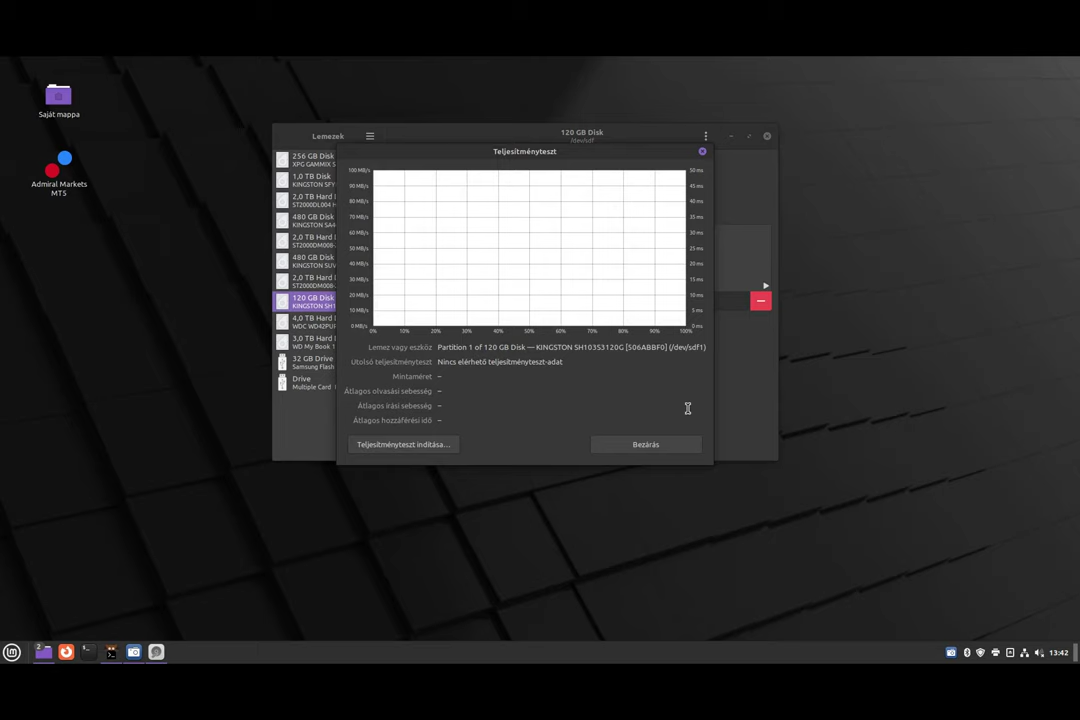 Saját mappa
Admiral Markets
MT5
Lemezek
120 GB Disk
/dev/sdf
256 GB Disk
XPG GAMMIX S
1,0 TB Disk
KINGSTON SFY
2,0 TB Hard
ST2000DL004 H
480 GB Disk
KINGSTON SA4
2,0 TB Hard
ST2000DM008-
480 GB Disk
KINGSTON SUV
2,0 TB Hard
ST2000DM008-
120 GB Disk
KINGSTON SH1
4,0 TB Hard
WDC WD42PUR
3,0 TB Hard
WD My Book 1
32 GB Drive
Samsung Flash
Drive
Multiple Card
Teljesítményteszt
100 MB/s
90 MB/s
80 MB/s
70 MB/s
60 MB/s
50 MB/s
40 MB/s
30 MB/s
20 MB/s
10 MB/s
0 MB/s
50 ms
45 ms
40 ms
35 ms
30 ms
25 ms
20 ms
15 ms
10 ms
5 ms
0 ms
0% 10% 20% 30% 40% 50% 60% 70% 80% 90% 100%
Lemez vagy eszköz Partition 1 of 120 GB Disk — KINGSTON SH103S3120G [506ABBF0] (/dev/sdf1)
Utolsó teljesítményteszt Nincs elérhető teljesítményteszt-adat
Mintaméret –
Átlagos olvasási sebesség –
Átlagos írási sebesség –
Átlagos hozzáférési idő –
Teljesítményteszt indítása…
Bezárás
2
13:42